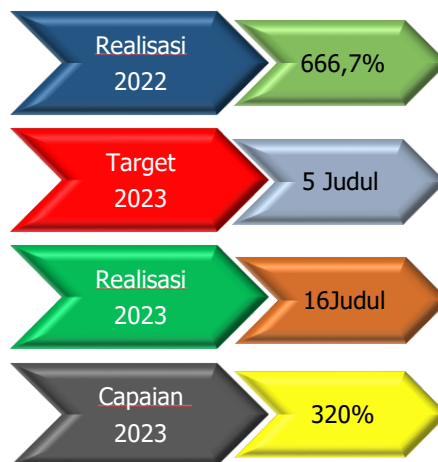 Realisasi
2022
666,7%
Target
2023
5 Judul
Realisasi
2023
16Judul
Capaian
2023
320%